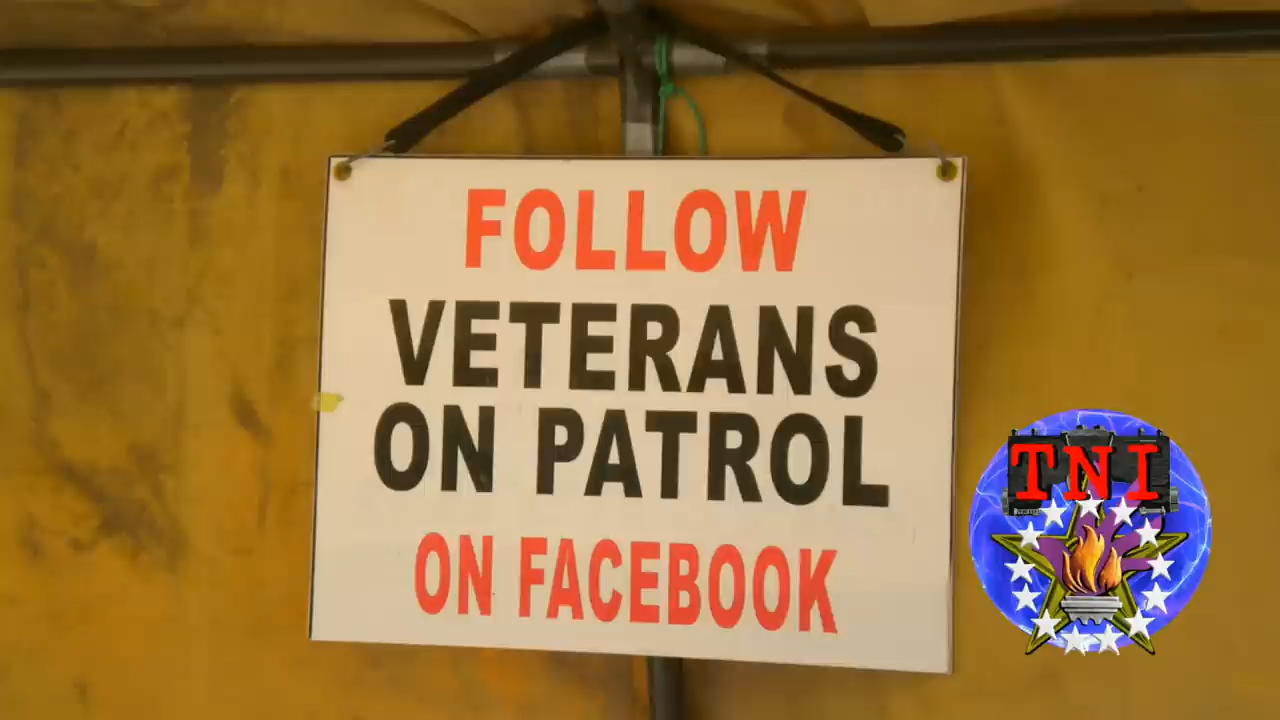 FOLLOW
VETERANS
ON PATROL
ON FACEBOOK
TNI